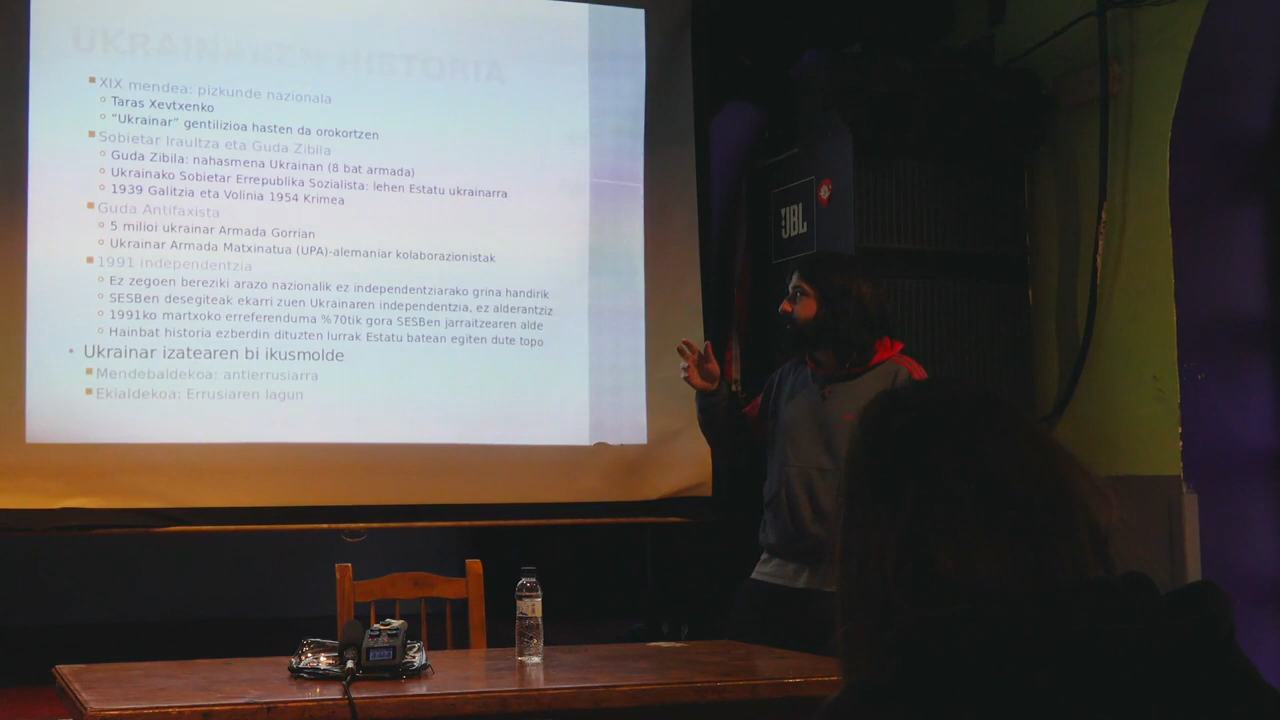 UKRAINAREN HISTORIA
XIX mendea: pizkunde nazionala
Taras Xevtxenko
“Ukrainar” gentilizioa hasten da orokortzen
Sobietar Iraultza eta Guda Zibila
Guda Zibila: nahasmena Ukrainan (8 bat armada)
Ukrainako Sobietar Errepublika Sozialista: lehen Estatu ukrainarra
1939 Galitzia eta Volinia 1954 Krimea
Guda Antifaxista
5 milioi ukrainar Armada Gorrian
Ukrainar Armada Matxinatua (UPA)-alemaniar kolaborazionistak
1991 independentzia
Ez zegoen bereziki arazo nazionalik ez independentziarako grina handirik
SESBen desegiteak ekarri zuen Ukrainaren independentzia, ez alderantziz
1991ko martxoko erreferenduma %70tik gora SESBen jarraitzearen alde
Hainbat historia ezberdin dituzten lurrak Estatu batean egiten dute topo
Ukrainar izatearen bi ikusmolde
Mendebaldekoa: antierrusiarra
Ekialdekoa: Errusiaren lagun
JBL